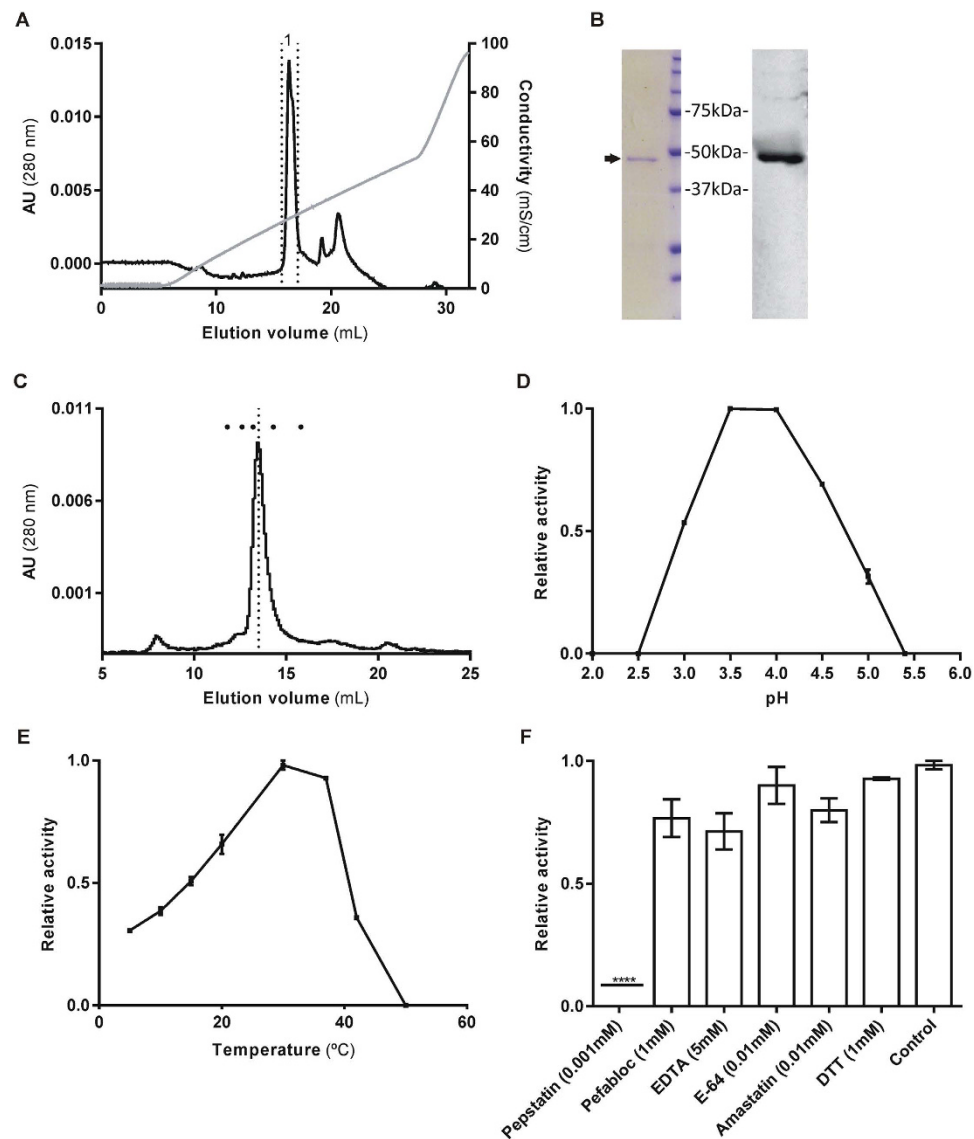 A
1
0.015
0.010
0.005
0.000
AU (280 nm)
100
80
60
40
20
0
Conductivity (mS/cm)
0
10
20
30
Elution volume (mL)
B
-75kDa-
-50kDa-
-37kDa-
C
0.011
0.006
0.001
AU (280 nm)
5
10
15
20
25
Elution volume (mL)
D
1.0
0.5
0.0
Relative activity
2.0
2.5
3.0
3.5
4.0
4.5
5.0
5.5
6.0
pH
E
1.0
0.5
0.0
Relative activity
0
20
40
60
Temperature (ºC)
F
1.0
0.5
0.0
Relative activity
****
Pepstatin (0.001mM)
Pefabloc (1mM)
EDTA (5mM)
E-64 (0.01mM)
Amastatin (0.01mM)
DTT (1mM)
Control